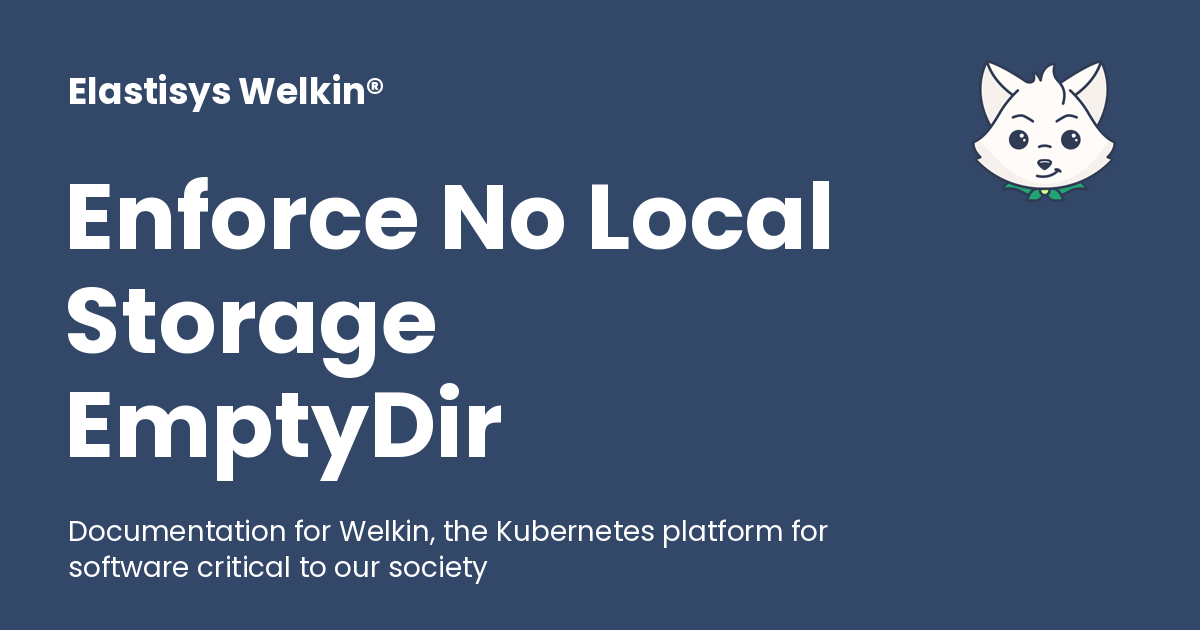 Elastisys Welkin®
Enforce No Local
Storage
EmptyDir
Documentation for Welkin, the Kubernetes platform for
software critical to our society